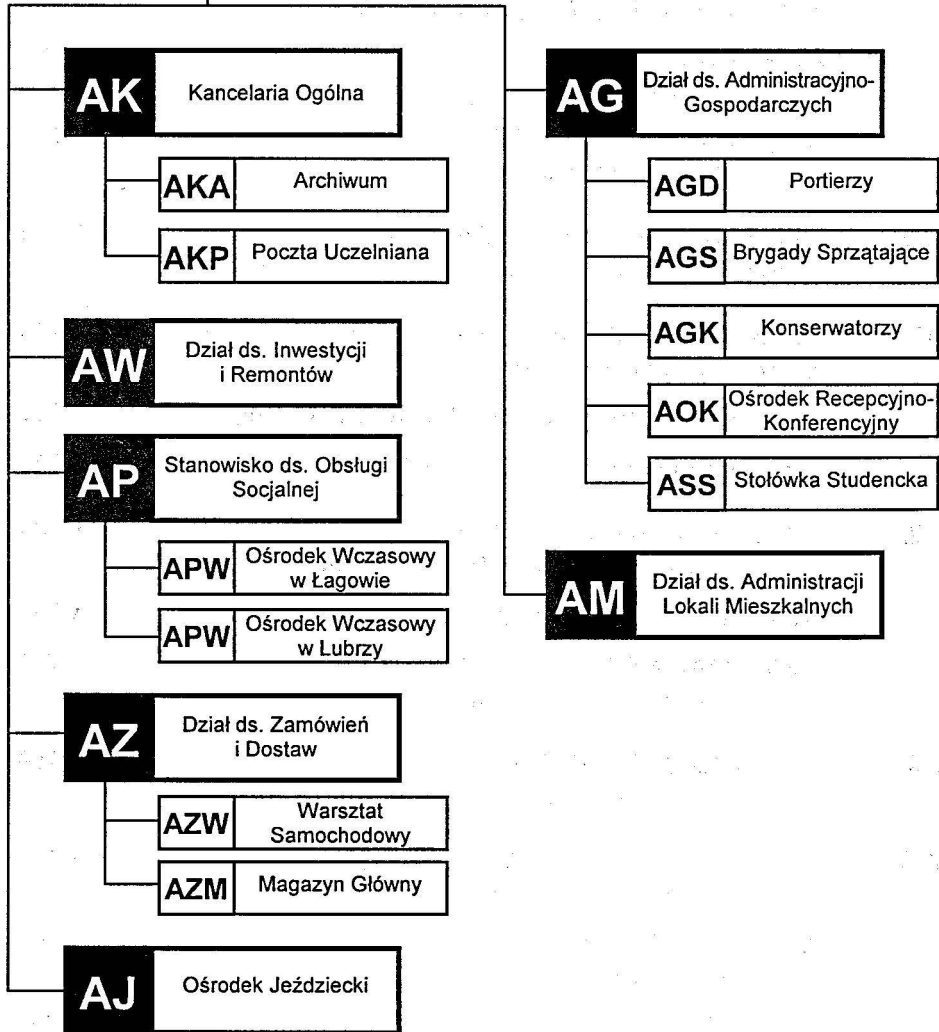 AK
Kancelaria Ogólna
AKA
Archiwum
AKP
Poczta Uczelniana
AW
Dział ds. Inwestycji
i Remontów
AP
Stanowisko ds. Obsługi
Socjalnej
APW
Ośrodek Wczasowy
w Łagowie
APW
Ośrodek Wczasowy
w Lubrzy
AZ
Dział ds. Zamówień
i Dostaw
AZW
Warsztat
Samochodowy
AZM
Magazyn Główny
AJ
Ośrodek Jeździecki
AG
Dział ds. Administracyjno-
Gospodarczych
AGD
Portierzy
AGS
Brygady Sprzątające
AGK
Konserwatorzy
AOK
Ośrodek Recepcyjno-
Konferencyjny
ASS
Stołówka Studencka
AM
Dział ds. Administracji
Lokali Mieszkalnych